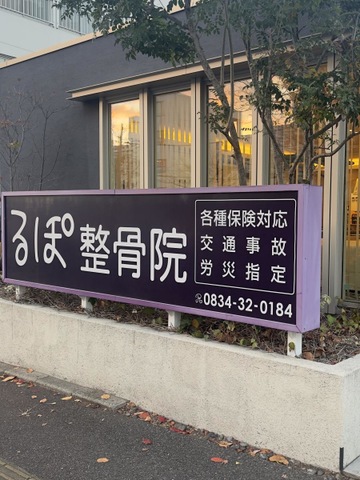 るぽ 整骨院
各種保険対応
交通事故
労災指定
0834-32-0184